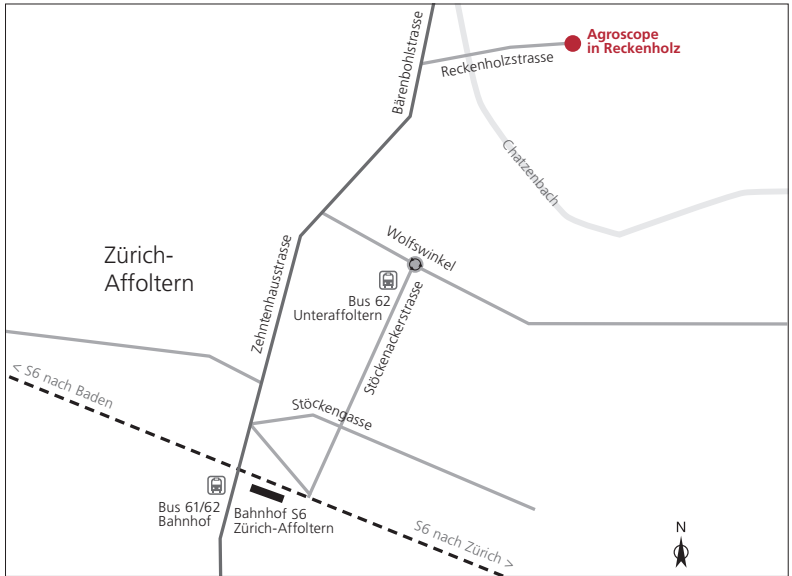 Agroscope
in Reckenholz
Reckenholzstrasse
Bärenbohlstrasse
Chatzenbach
Wolfswinkel
Zürich-
Affoltern
Zehntenhausstrasse
Bus 62
Unteraffoltern
Stöckenackerstrasse
< S6 nach Baden
Stöckengasse
Bus 61/62
Bahnhof
Bahnhof S6
Zürich-Affoltern
S6 nach Zürich >
N